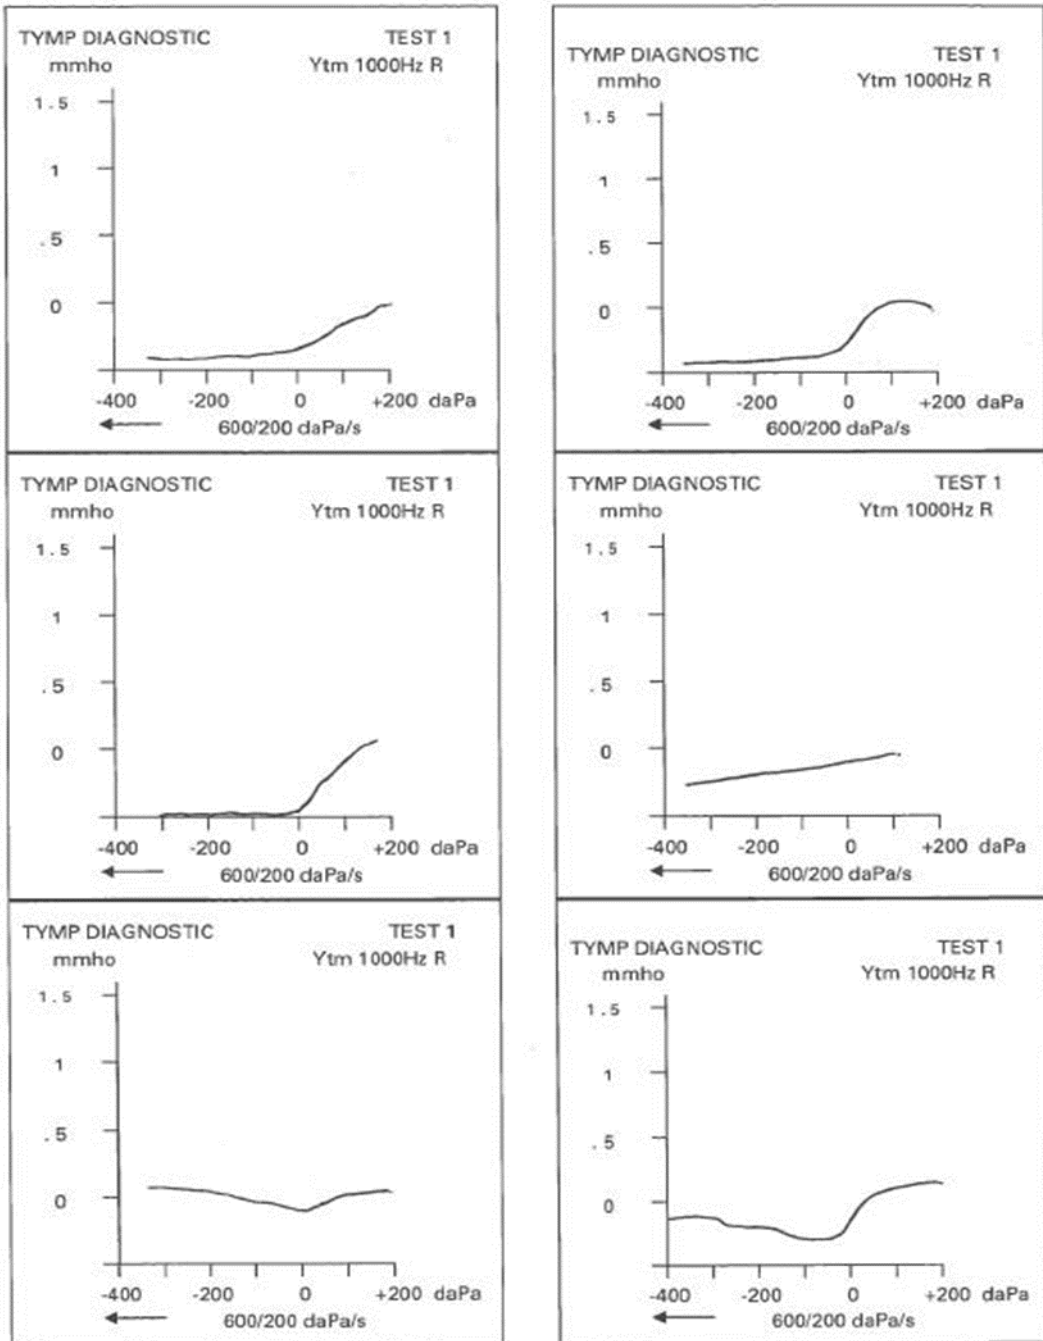 TYMP DIAGNOSTIC TEST 1
mmho Ytm 1000Hz R
1.5
1
.5
0
-400 -200 0 +200 daPa
600/200 daPa/s
TYMP DIAGNOSTIC TEST 1
mmho Ytm 1000Hz R
1.5
1
.5
0
-400 -200 0 +200 daPa
600/200 daPa/s
TYMP DIAGNOSTIC TEST 1
mmho Ytm 1000Hz R
1.5
1
.5
0
-400 -200 0 +200 daPa
600/200 daPa/s
TYMP DIAGNOSTIC TEST 1
mmho Ytm 1000Hz R
1.5
1
.5
0
-400 -200 0 +200 daPa
600/200 daPa/s
TYMP DIAGNOSTIC TEST 1
mmho Ytm 1000Hz R
1.5
1
.5
0
-400 -200 0 +200 daPa
600/200 daPa/s
TYMP DIAGNOSTIC TEST 1
mmho Ytm 1000Hz R
1.5
1
.5
0
-400 -200 0 +200 daPa
600/200 daPa/s